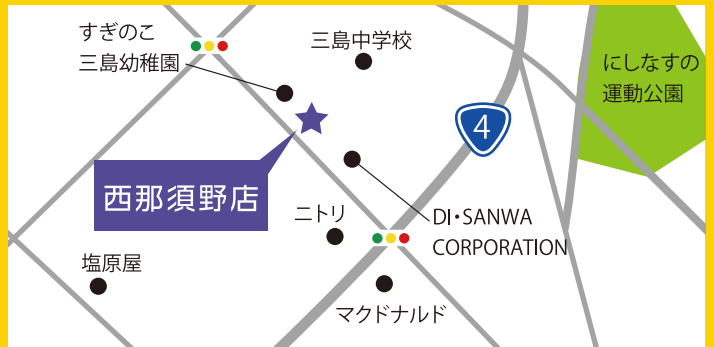 すぎのこ
三島幼稚園
三島中学校
にしなすの
運動公園
4
西那須野店
ニトリ
DI・SANWA
CORPORATION
塩原屋
マクドナルド